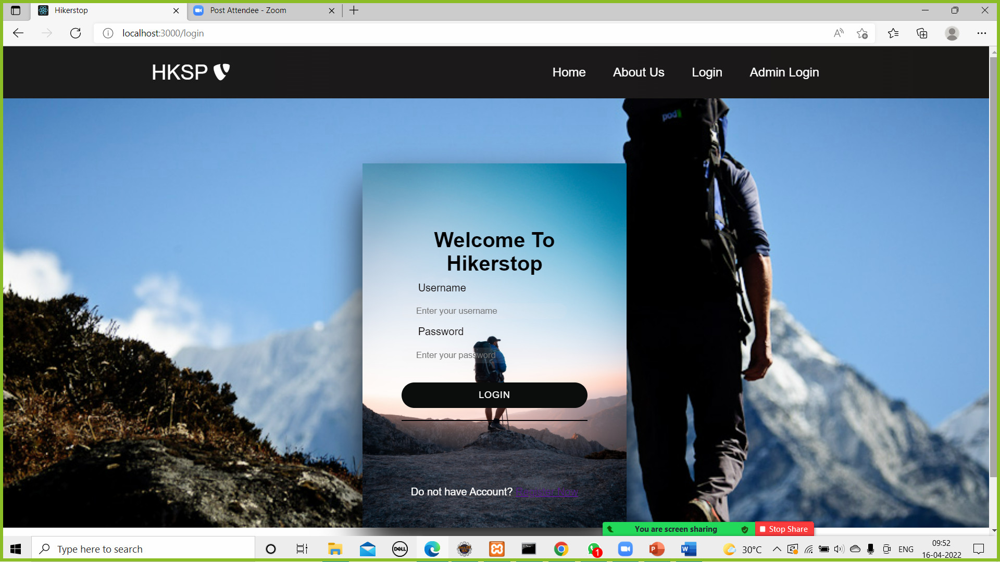 Hikerstop
Post Attendee - Zoom
localhost:3000/login
HKSP
Home
About Us
Login
Admin Login
pod
Welcome To
Hikerstop
Username
Enter your username
Password
Enter your password
LOGIN
Do not have Account? Register Now
You are screen sharing
Stop Share
Type here to search
DELL
1
30°C
ENG
09:52
16-04-2022